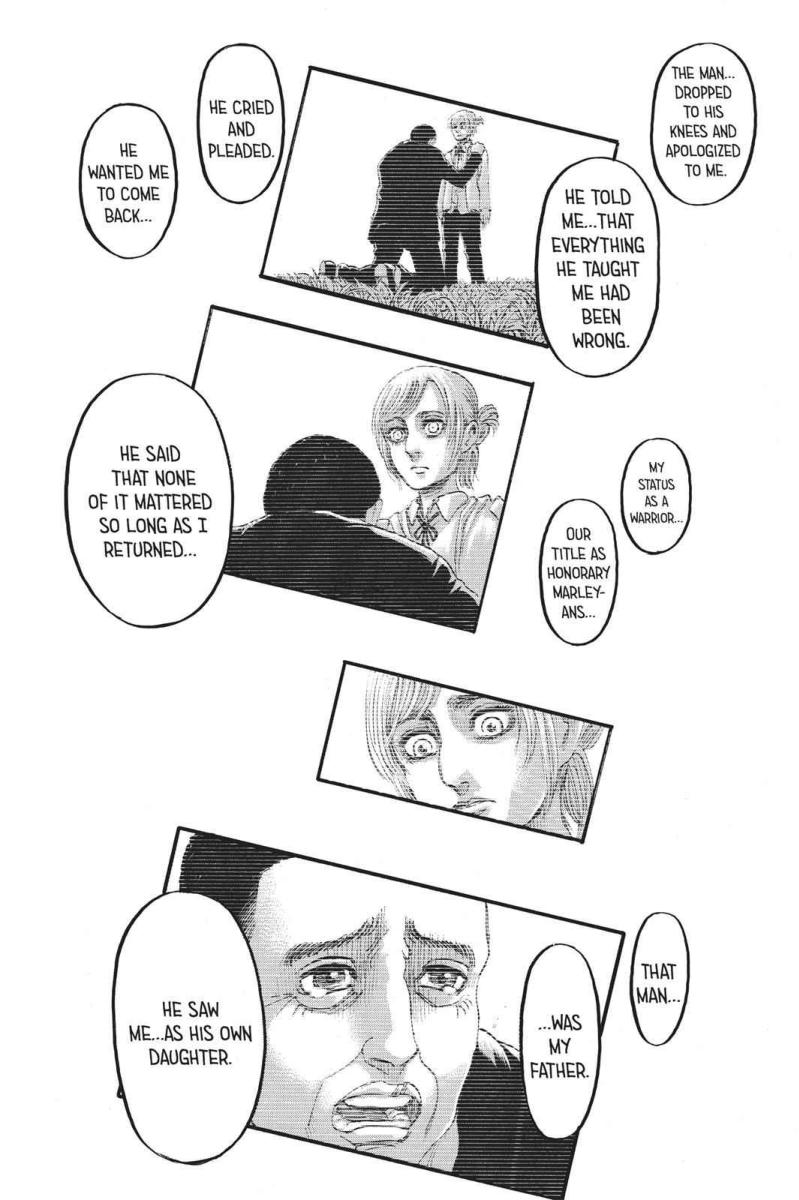 THE MAN...
DROPPED
TO HIS
KNEES AND
APOLOGIZED
TO ME.
HE TOLD
ME...THAT
EVERYTHING
HE TAUGHT
ME HAD
BEEN
WRONG.
HE CRIED
AND
PLEADED.
HE
WANTED ME
TO COME
BACK...
MY
STATUS
AS A
WARRIOR...
OUR
TITLE AS
HONORARY
MARLEY-
ANS...
HE SAID
THAT NONE
OF IT MATTERED
SO LONG AS I
RETURNED...
THAT
MAN...
...WAS
MY
FATHER.
HE SAW
ME...AS HIS OWN
DAUGHTER.